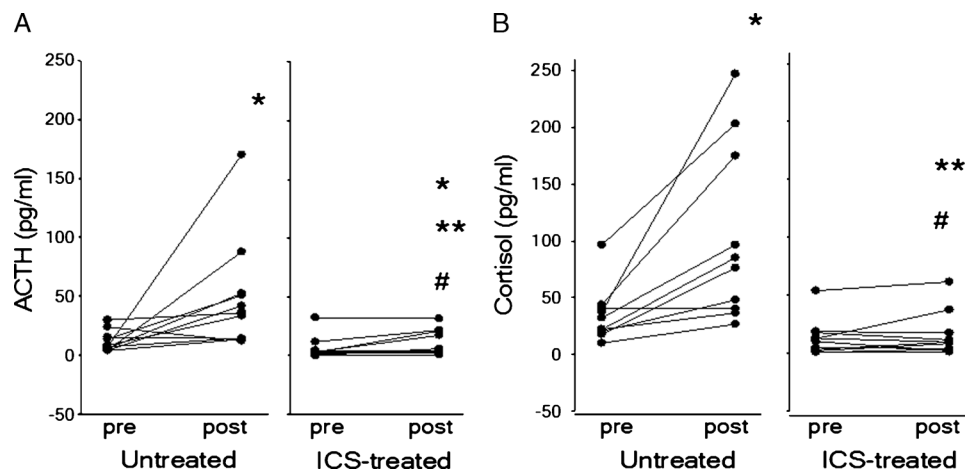 A
ACTH (pg/ml)
250
200
150
100
50
0
-50
*
*
**
#
pre post
Untreated
pre post
ICS-treated
B
Cortisol (pg/ml)
250
200
150
100
50
0
-50
*
**
#
pre post
Untreated
pre post
ICS-treated